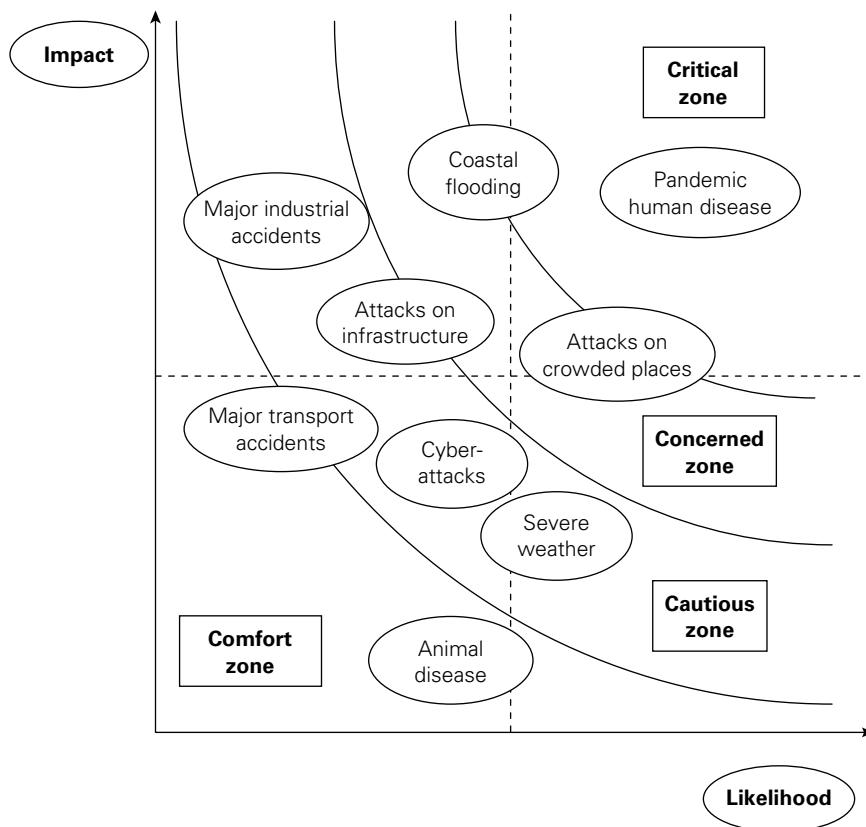 Impact
Critical
zone
Coastal
flooding
Pandemic
human disease
Major industrial
accidents
Attacks on
infrastructure
Attacks on
crowded places
Major transport
accidents
Concerned
zone
Cyber-
attacks
Severe
weather
Cautious
zone
Comfort
zone
Animal
disease
Likelihood